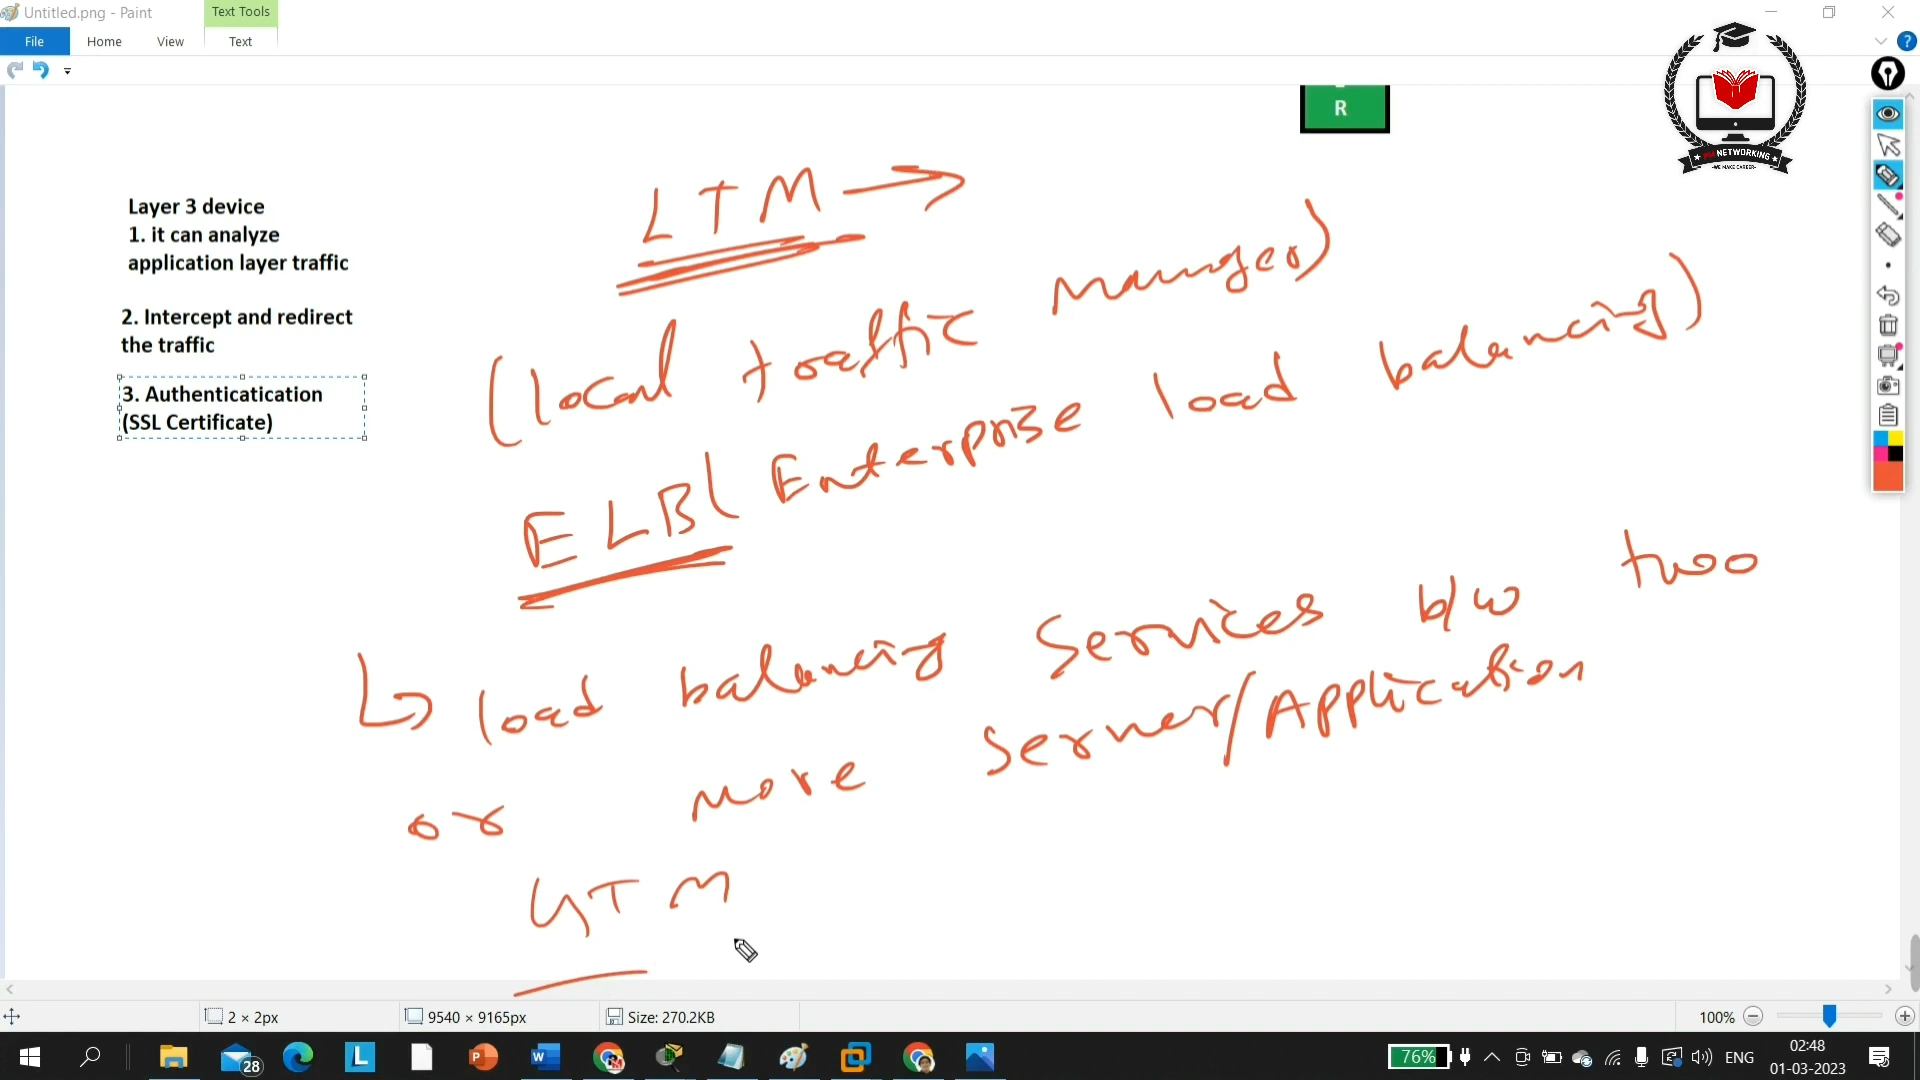 Untitled.png - Paint
Text Tools
File
Home
View
Text
R
NETWORKING
-WE MAKE CAREER-
Layer 3 device
1. it can analyze
application layer traffic
2. Intercept and redirect
the traffic
3. Authenticatication
(SSL Certificate)
LTM →
(local traffic manager)
ELB( Enterprise load balancing)
↳ load balancing Services b/w two
or more Server/Application
GTM
2 × 2px
9540 × 9165px
Size: 270.2KB
100%
28
76%
ENG
02:48
01-03-2023